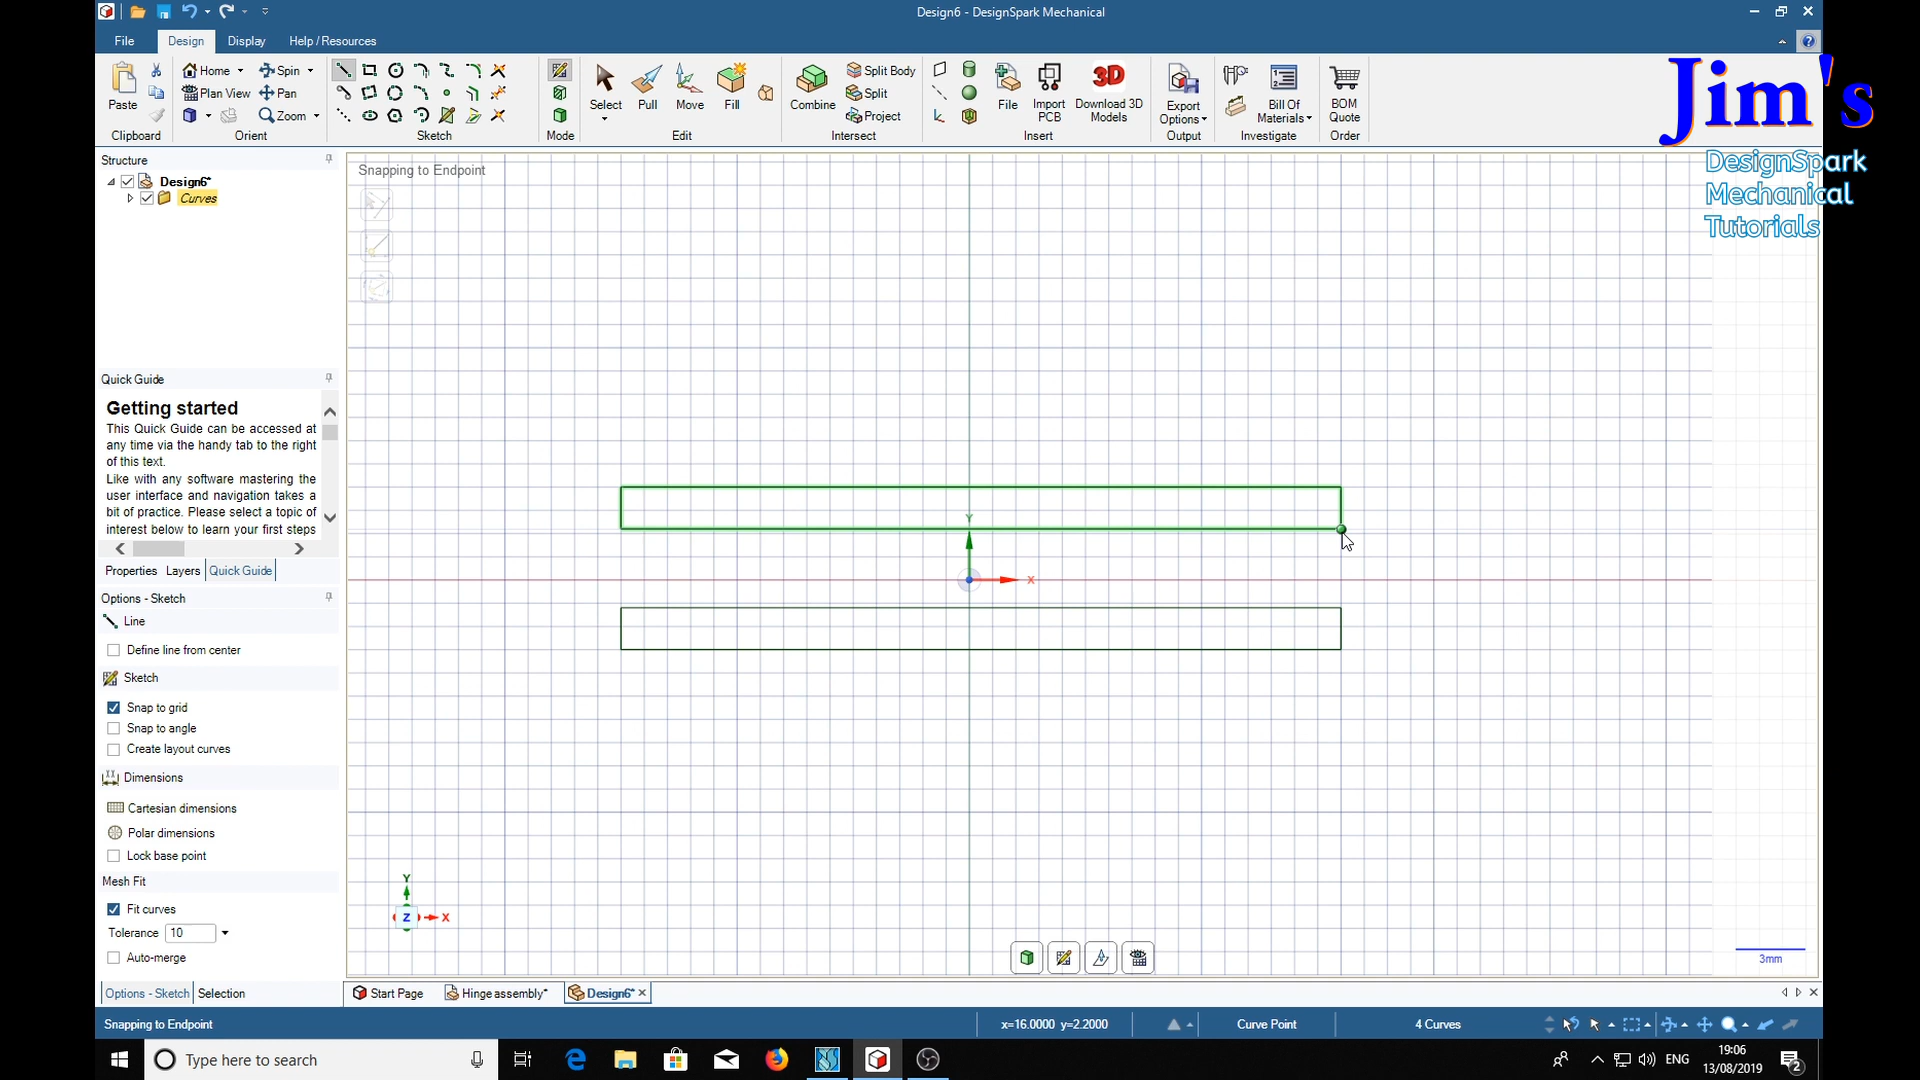 Design6 - DesignSpark Mechanical
File Design Display Help / Resources
Paste
Clipboard
Home Spin
Plan View Pan
Zoom
Orient
Sketch
Mode
Select Pull Move Fill
Edit
Combine
Split Body
Split
Project
Intersect
File
Import PCB
Download 3D Models
Insert
3D
Export Options
Output
Bill Of Materials
Investigate
BOM Quote
Order
Jim's
DesignSpark
Mechanical
Tutorials
Structure
Design6*
Curves
Snapping to Endpoint
Quick Guide
Getting started
This Quick Guide can be accessed at
any time via the handy tab to the right
of this text.
Like with any software mastering the
user interface and navigation takes a
bit of practice. Please select a topic of
interest below to learn your first steps
Properties Layers Quick Guide
Options - Sketch
Line
Define line from center
Sketch
Snap to grid
Snap to angle
Create layout curves
Dimensions
Cartesian dimensions
Polar dimensions
Lock base point
Mesh Fit
Fit curves
Tolerance 10
Auto-merge
Options - Sketch Selection
Y
X
Y
Z X
3mm
Start Page Hinge assembly* Design6*
Snapping to Endpoint
x=16.0000 y=2.2000
Curve Point
4 Curves
Type here to search
ENG
19:06
13/08/2019
2